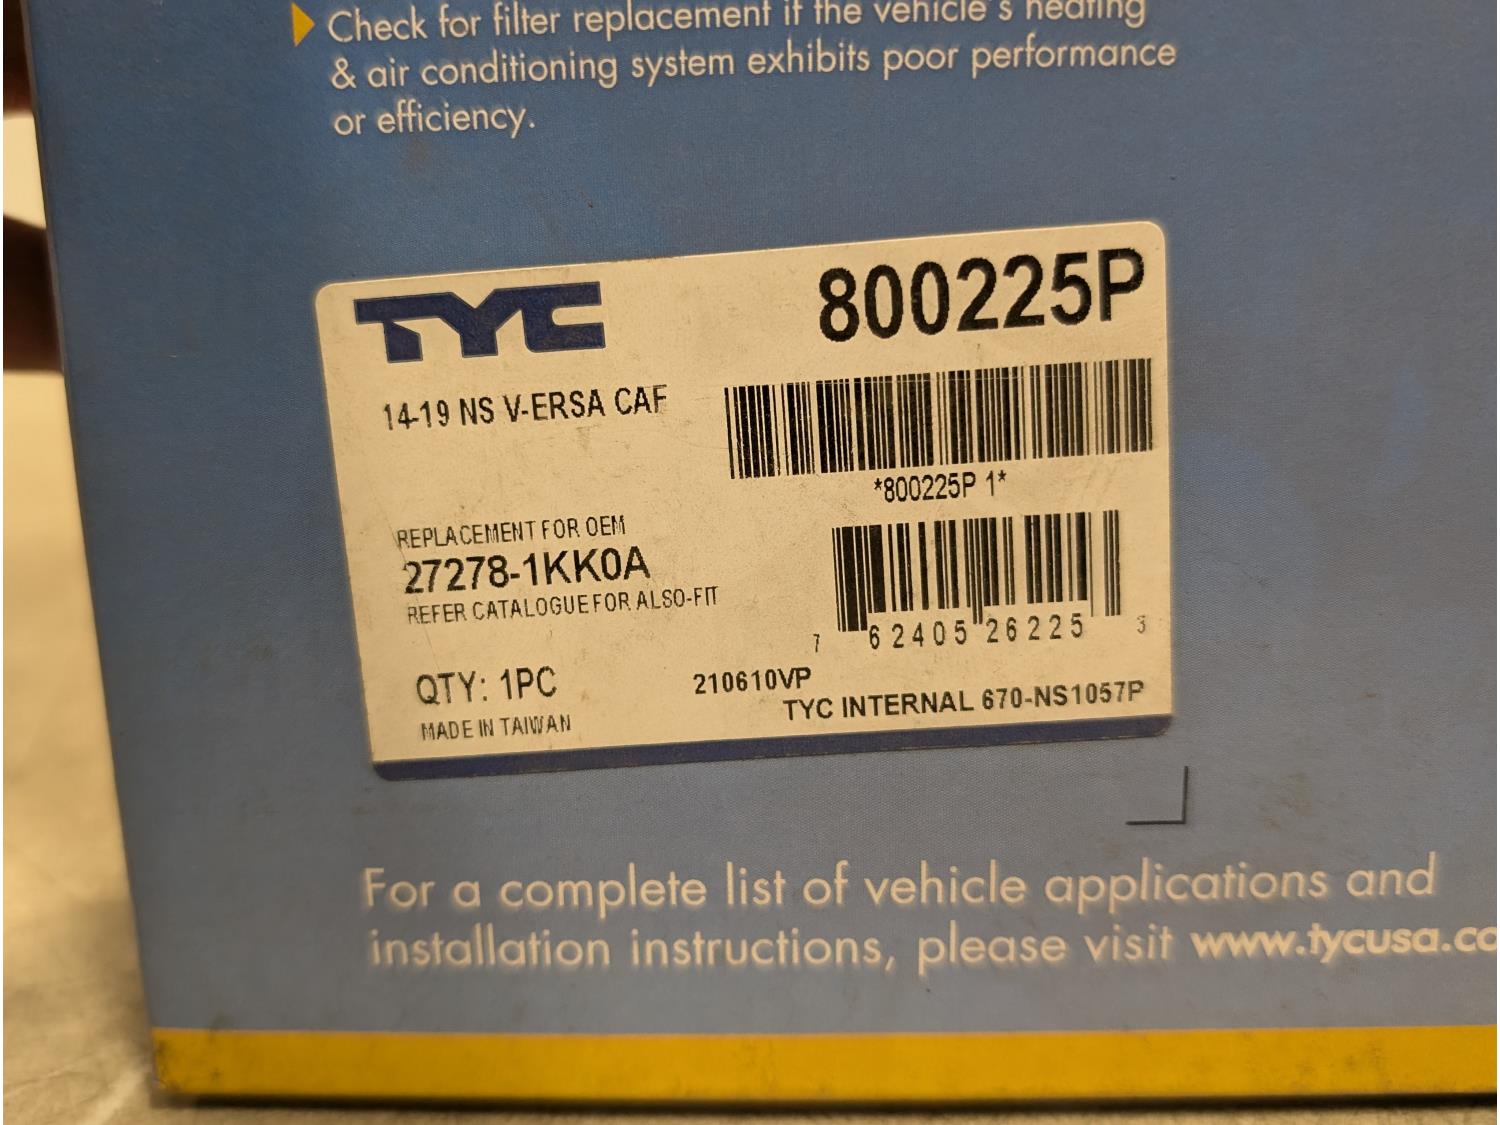 Check for filter replacement if the vehicle's heating
& air conditioning system exhibits poor performance
or efficiency.
TYC
800225P
14-19 NS V-ERSA CAF
*800225P 1*
REPLACEMENT FOR OEM
27278-1KK0A
REFER CATALOGUE FOR ALSO-FIT
7 62405 26225 3
QTY: 1PC
210610VP
MADE IN TAIWAN
TYC INTERNAL 670-NS1057P
For a complete list of vehicle applications and
installation instructions, please visit www.tycusa.co